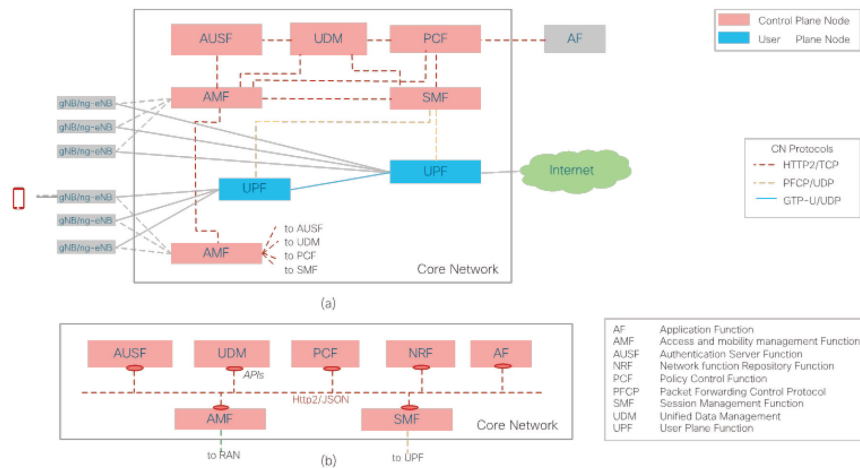 AUSF
UDM
PCF
AF
Control Plane Node
User Plane Node
AMF
SMF
gNB/ng-eNB
gNB/ng-eNB
gNB/ng-eNB
CN Protocols
HTTP2/TCP
PFCP/UDP
GTP-U/UDP
UPF
Internet
UPF
gNB/ng-eNB
gNB/ng-eNB
gNB/ng-eNB
AMF
to AUSF
to UDM
to PCF
to SMF
Core Network
(a)
AUSF
UDM
PCF
NRF
AF
APIs
Http2/JSON
AMF
SMF
Core Network
to RAN
(b)
to UPF
AF Application Function
AMF Access and mobility management Function
AUSF Authentication Server Function
NRF Network function Repository Function
PCF Policy Control Function
PFCP Packet Forwarding Control Protocol
SMF Session Management Function
UDM Unified Data Management
UPF User Plane Function